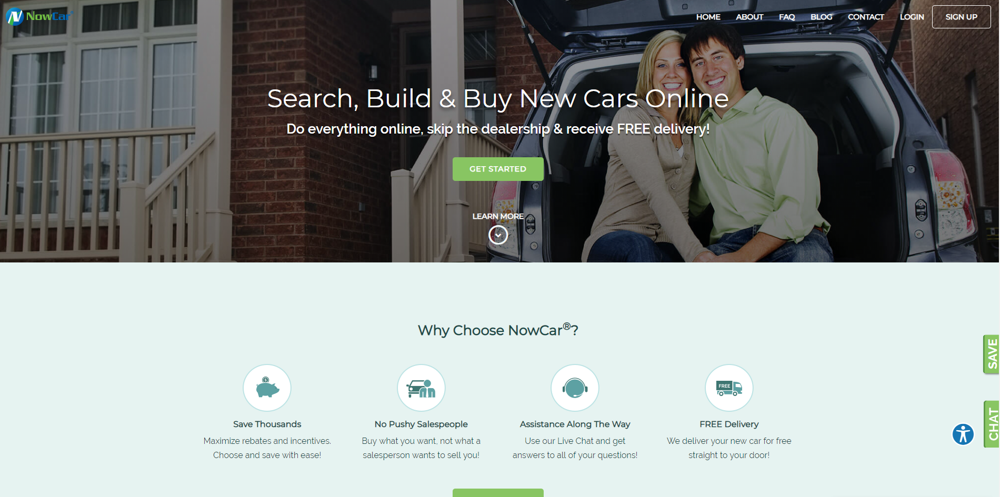 NowCar®
HOME
ABOUT
FAQ
BLOG
CONTACT
LOGIN
SIGN UP
Search, Build & Buy New Cars Online
Do everything online, skip the dealership & receive FREE delivery!
GET STARTED
LEARN MORE
Why Choose NowCar®?
$
FREE
Save Thousands
Maximize rebates and incentives.
Choose and save with ease!
No Pushy Salespeople
Buy what you want, not what a
salesperson wants to sell you!
Assistance Along The Way
Use our Live Chat and get
answers to all of your questions!
FREE Delivery
We deliver your new car for free
straight to your door!
SAVE
CHAT